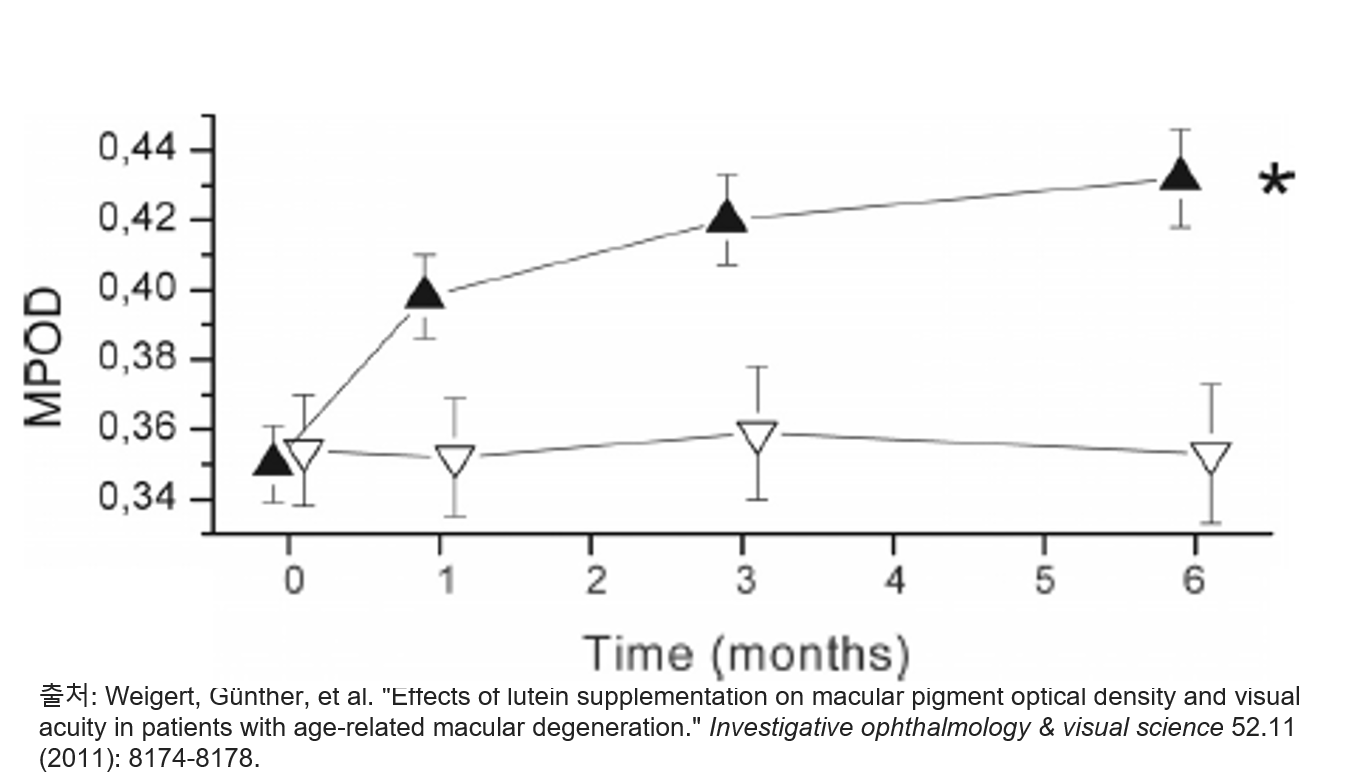 0,44
0,42
0,40
0,38
0,36
0,34
MPOD
*
0 1 2 3 4 5 6
Time (months)
출처: Weigert, Günther, et al. "Effects of lutein supplementation on macular pigment optical density and visual
acuity in patients with age-related macular degeneration." Investigative ophthalmology & visual science 52.11
(2011): 8174-8178.